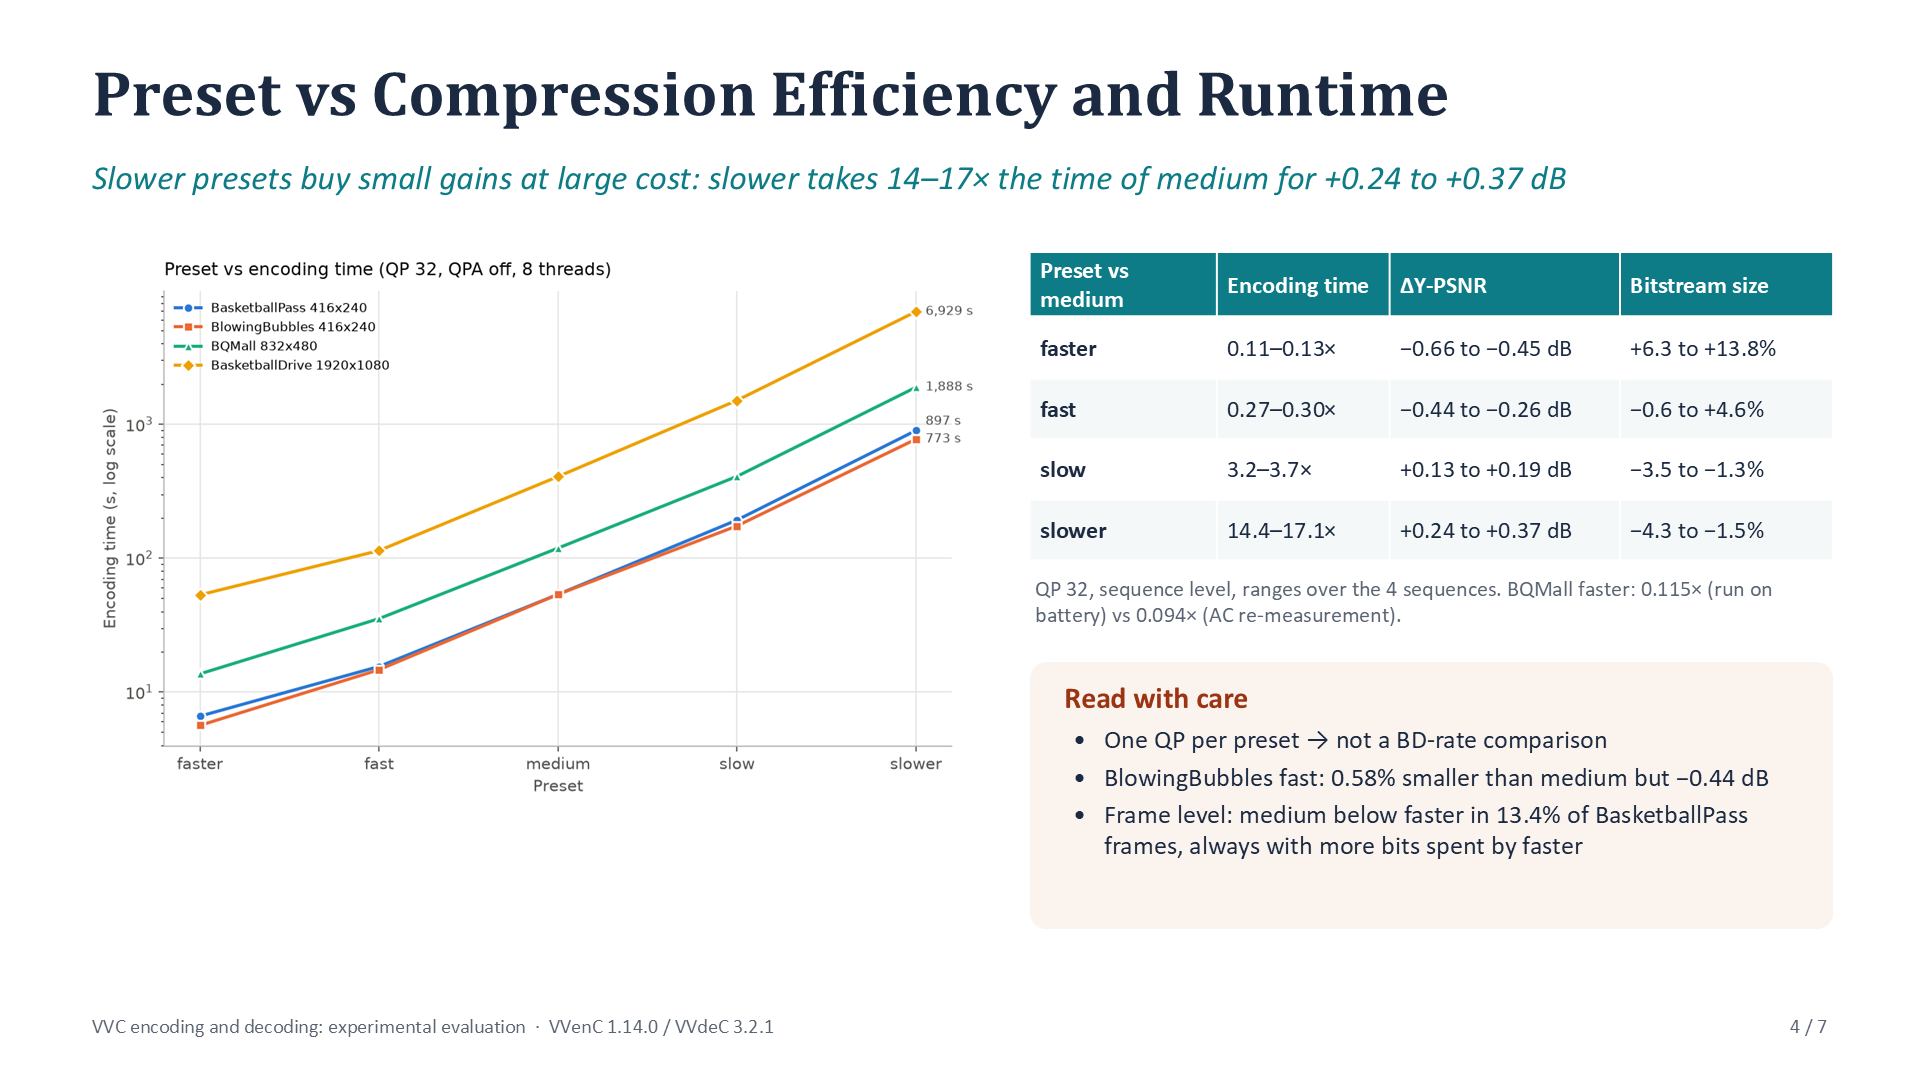 Preset vs Compression Efficiency and Runtime
Slower presets buy small gains at large cost: slower takes 14–17× the time of medium for +0.24 to +0.37 dB
Preset vs encoding time (QP 32, QPA off, 8 threads)
BasketballPass 416x240
BlowingBubbles 416x240
BQMall 832x480
BasketballDrive 1920x1080
6,929 s
1,888 s
897 s
773 s
Encoding time (s, log scale)
10³
10²
10¹
faster fast medium slow slower
Preset
Preset vs medium Encoding time ΔY-PSNR Bitstream size
faster 0.11–0.13× −0.66 to −0.45 dB +6.3 to +13.8%
fast 0.27–0.30× −0.44 to −0.26 dB −0.6 to +4.6%
slow 3.2–3.7× +0.13 to +0.19 dB −3.5 to −1.3%
slower 14.4–17.1× +0.24 to +0.37 dB −4.3 to −1.5%
QP 32, sequence level, ranges over the 4 sequences. BQMall faster: 0.115× (run on
battery) vs 0.094× (AC re-measurement).
Read with care
• One QP per preset → not a BD-rate comparison
• BlowingBubbles fast: 0.58% smaller than medium but −0.44 dB
• Frame level: medium below faster in 13.4% of BasketballPass
frames, always with more bits spent by faster
VVC encoding and decoding: experimental evaluation · VVenC 1.14.0 / VVdeC 3.2.1
4 / 7